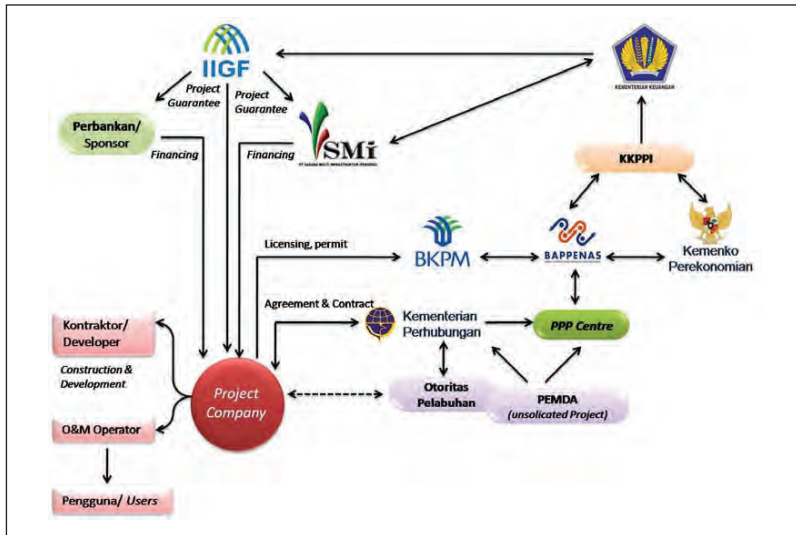 IIGF
KEMENTERIAN KEUANGAN
Project
Guarantee
Project
Guarantee
Perbankan/
Sponsor
Financing
Financing
SMi
PT SARANA MULTI INFRASTRUKTUR (PERSERO)
KKPPI
Licensing, permit
BKPM
BAPPENAS
Kemenko
Perekonomian
Agreement & Contract
Kementerian
Perhubungan
PPP Centre
Kontraktor/
Developer
Construction &
Development
Project
Company
Otoritas
Pelabuhan
PEMDA
(unsolicated Project)
O&M Operator
Pengguna/ Users